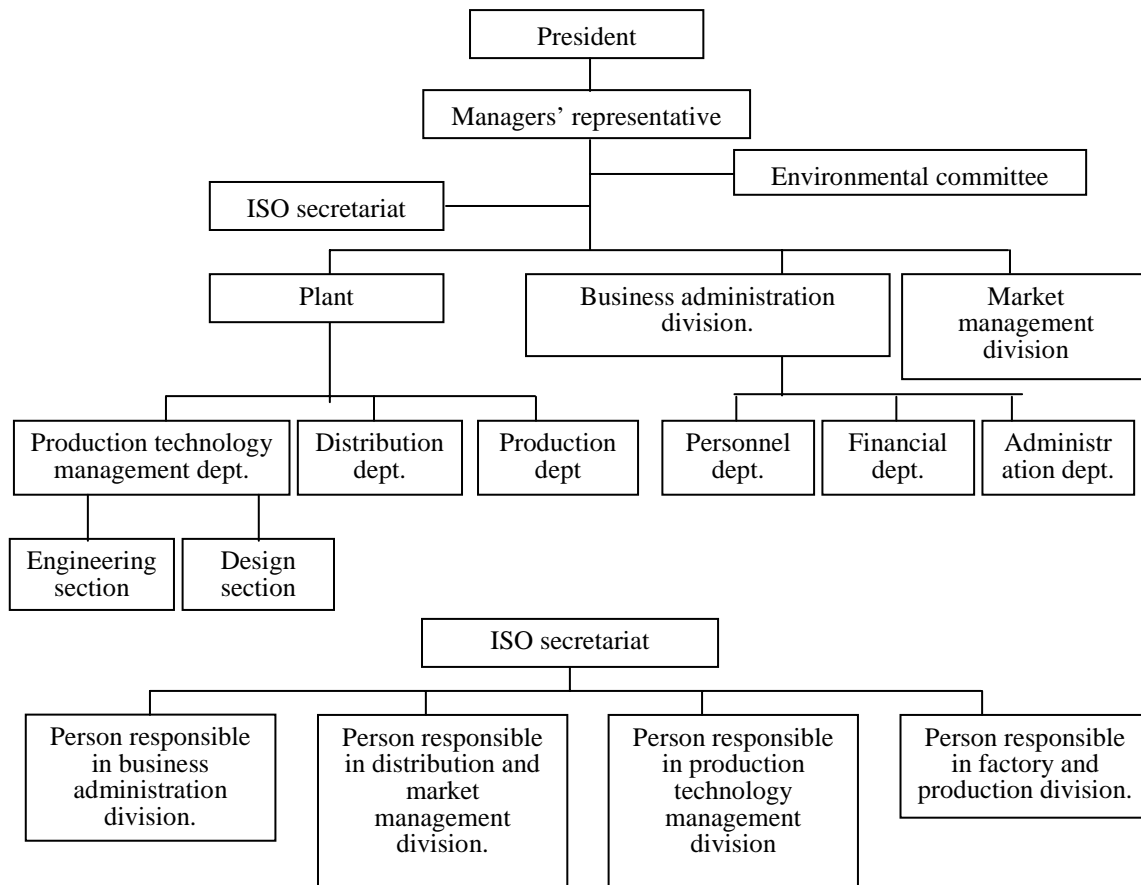 President
Managers’ representative
Environmental committee
ISO secretariat
Plant
Business administration
division.
Market
management
division
Production technology
management dept.
Distribution
dept.
Production
dept
Personnel
dept.
Financial
dept.
Administr
ation dept.
Engineering
section
Design
section
ISO secretariat
Person responsible
in business
administration
division.
Person responsible
in distribution and
market
management
division.
Person responsible
in production
technology
management
division
Person responsible
in factory and
production division.